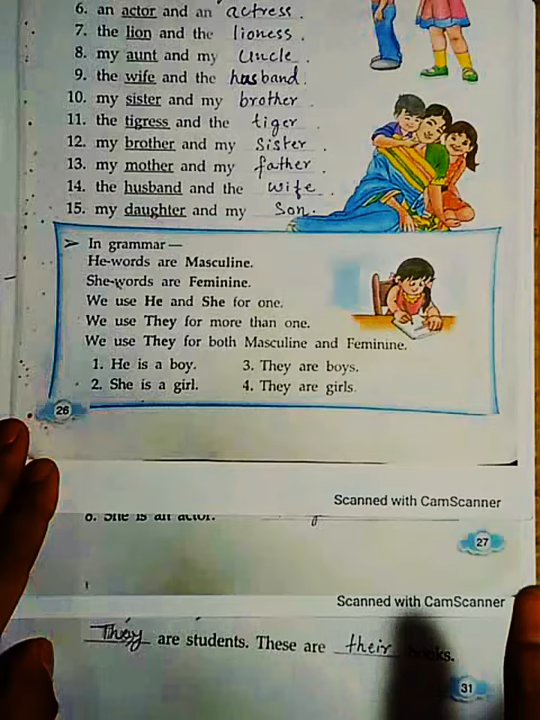 6. an actor and an actress.
7. the lion and the lioness.
8. my aunt and my Uncle.
9. the wife and the husband.
10. my sister and my brother.
11. the tigress and the tiger.
12. my brother and my Sister.
13. my mother and my father.
14. the husband and the wife.
15. my daughter and my Son.
➢ In grammar—
He-words are Masculine.
She-words are Feminine.
We use He and She for one.
We use They for more than one.
We use They for both Masculine and Feminine.
1. He is a boy. 3. They are boys.
2. She is a girl. 4. They are girls.
26
Scanned with CamScanner
8. She is an actor.
27
Scanned with CamScanner
They are students. These are their books.
31